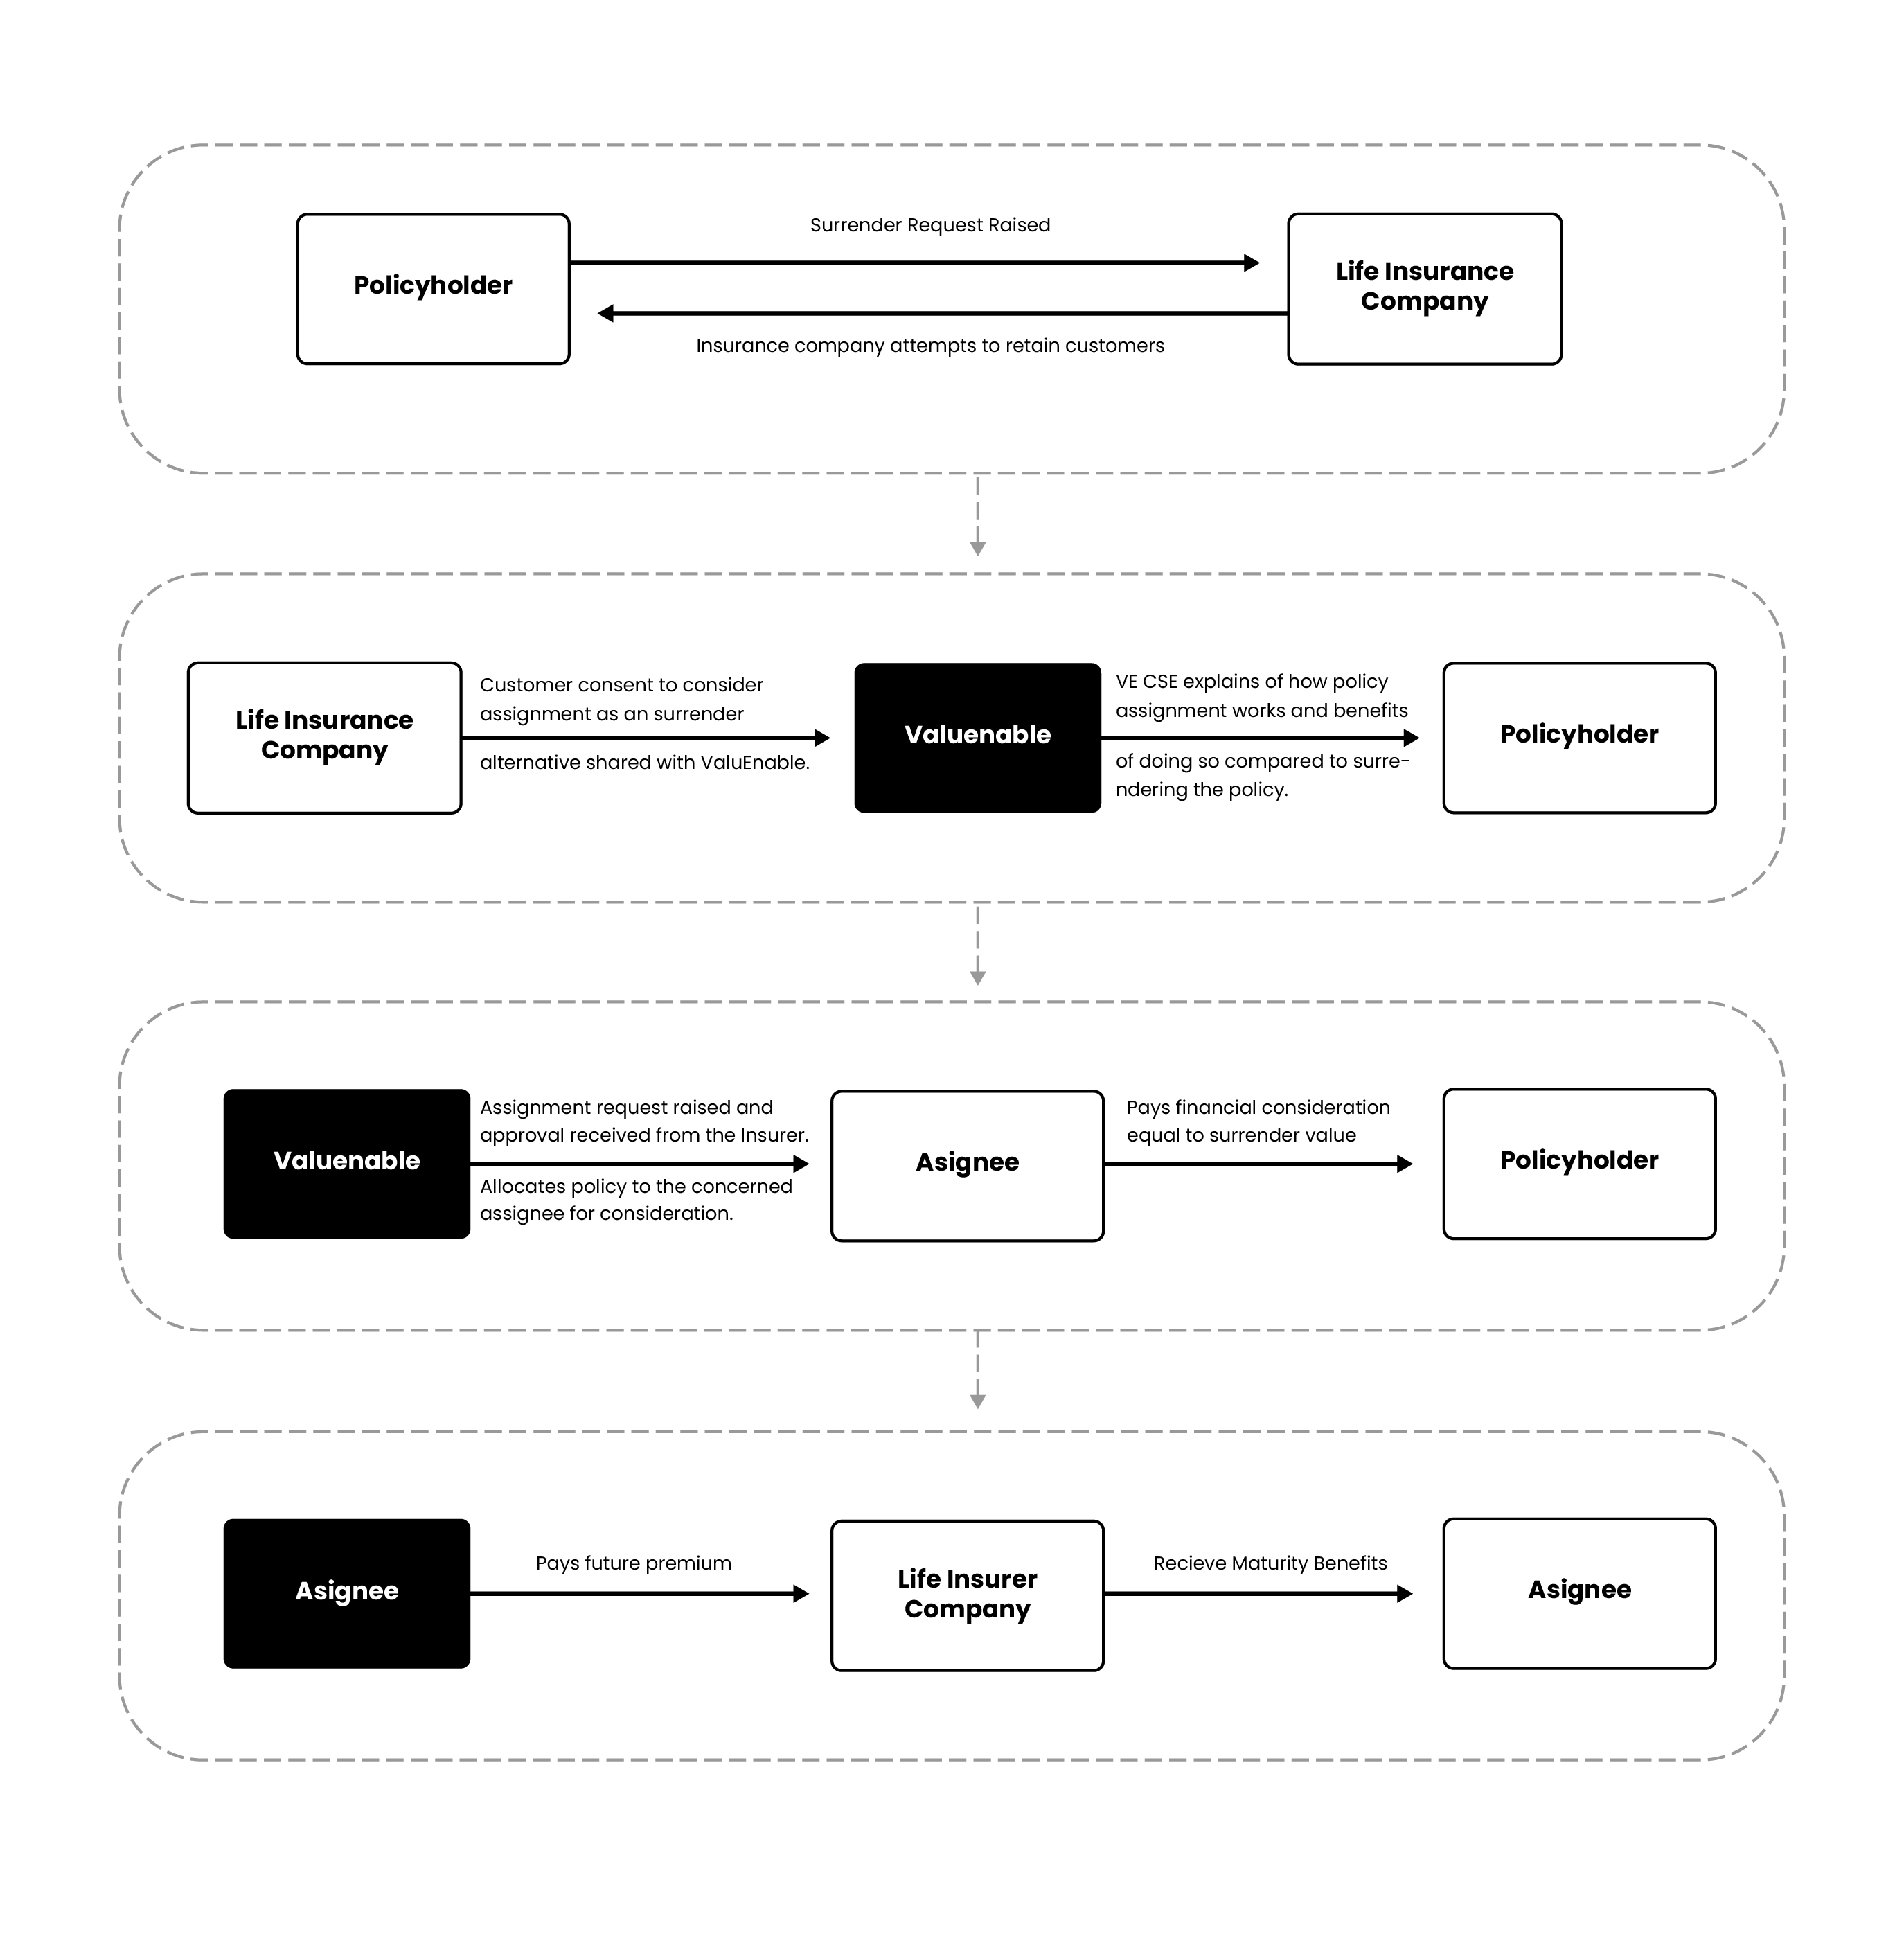 Surrender Request Raised
Policyholder
Life Insurance
Company
Insurance company attempts to retain customers
Life Insurance
Company
Customer consent to consider
assignment as an surrender
alternative shared with ValuEnable.
Valuenable
VE CSE explains of how policy
assignment works and benefits
of doing so compared to surre-
ndering the policy.
Policyholder
Valuenable
Assignment request raised and
approval received from the Insurer.
Allocates policy to the concerned
assignee for consideration.
Asignee
Pays financial consideration
equal to surrender value
Policyholder
Asignee
Pays future premium
Life Insurer
Company
Recieve Maturity Benefits
Asignee